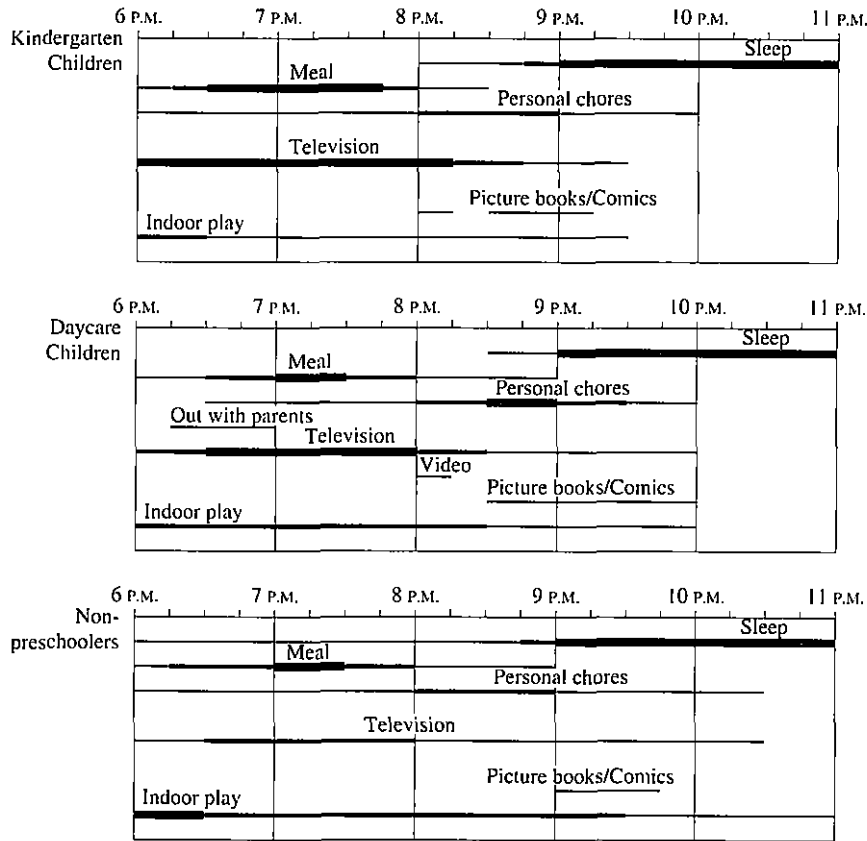 6 P.M. 7 P.M. 8 P.M. 9 P.M. 10 P.M. 11 P.M.
Kindergarten
Children
Sleep
Meal
Personal chores
Television
Picture books/Comics
Indoor play
6 P.M. 7 P.M. 8 P.M. 9 P.M. 10 P.M. 11 P.M.
Daycare
Children
Sleep
Meal
Personal chores
Out with parents
Television
Video
Picture books/Comics
Indoor play
6 P.M. 7 P.M. 8 P.M. 9 P.M. 10 P.M. 11 P.M.
Non-
preschoolers
Sleep
Meal
Personal chores
Television
Picture books/Comics
Indoor play